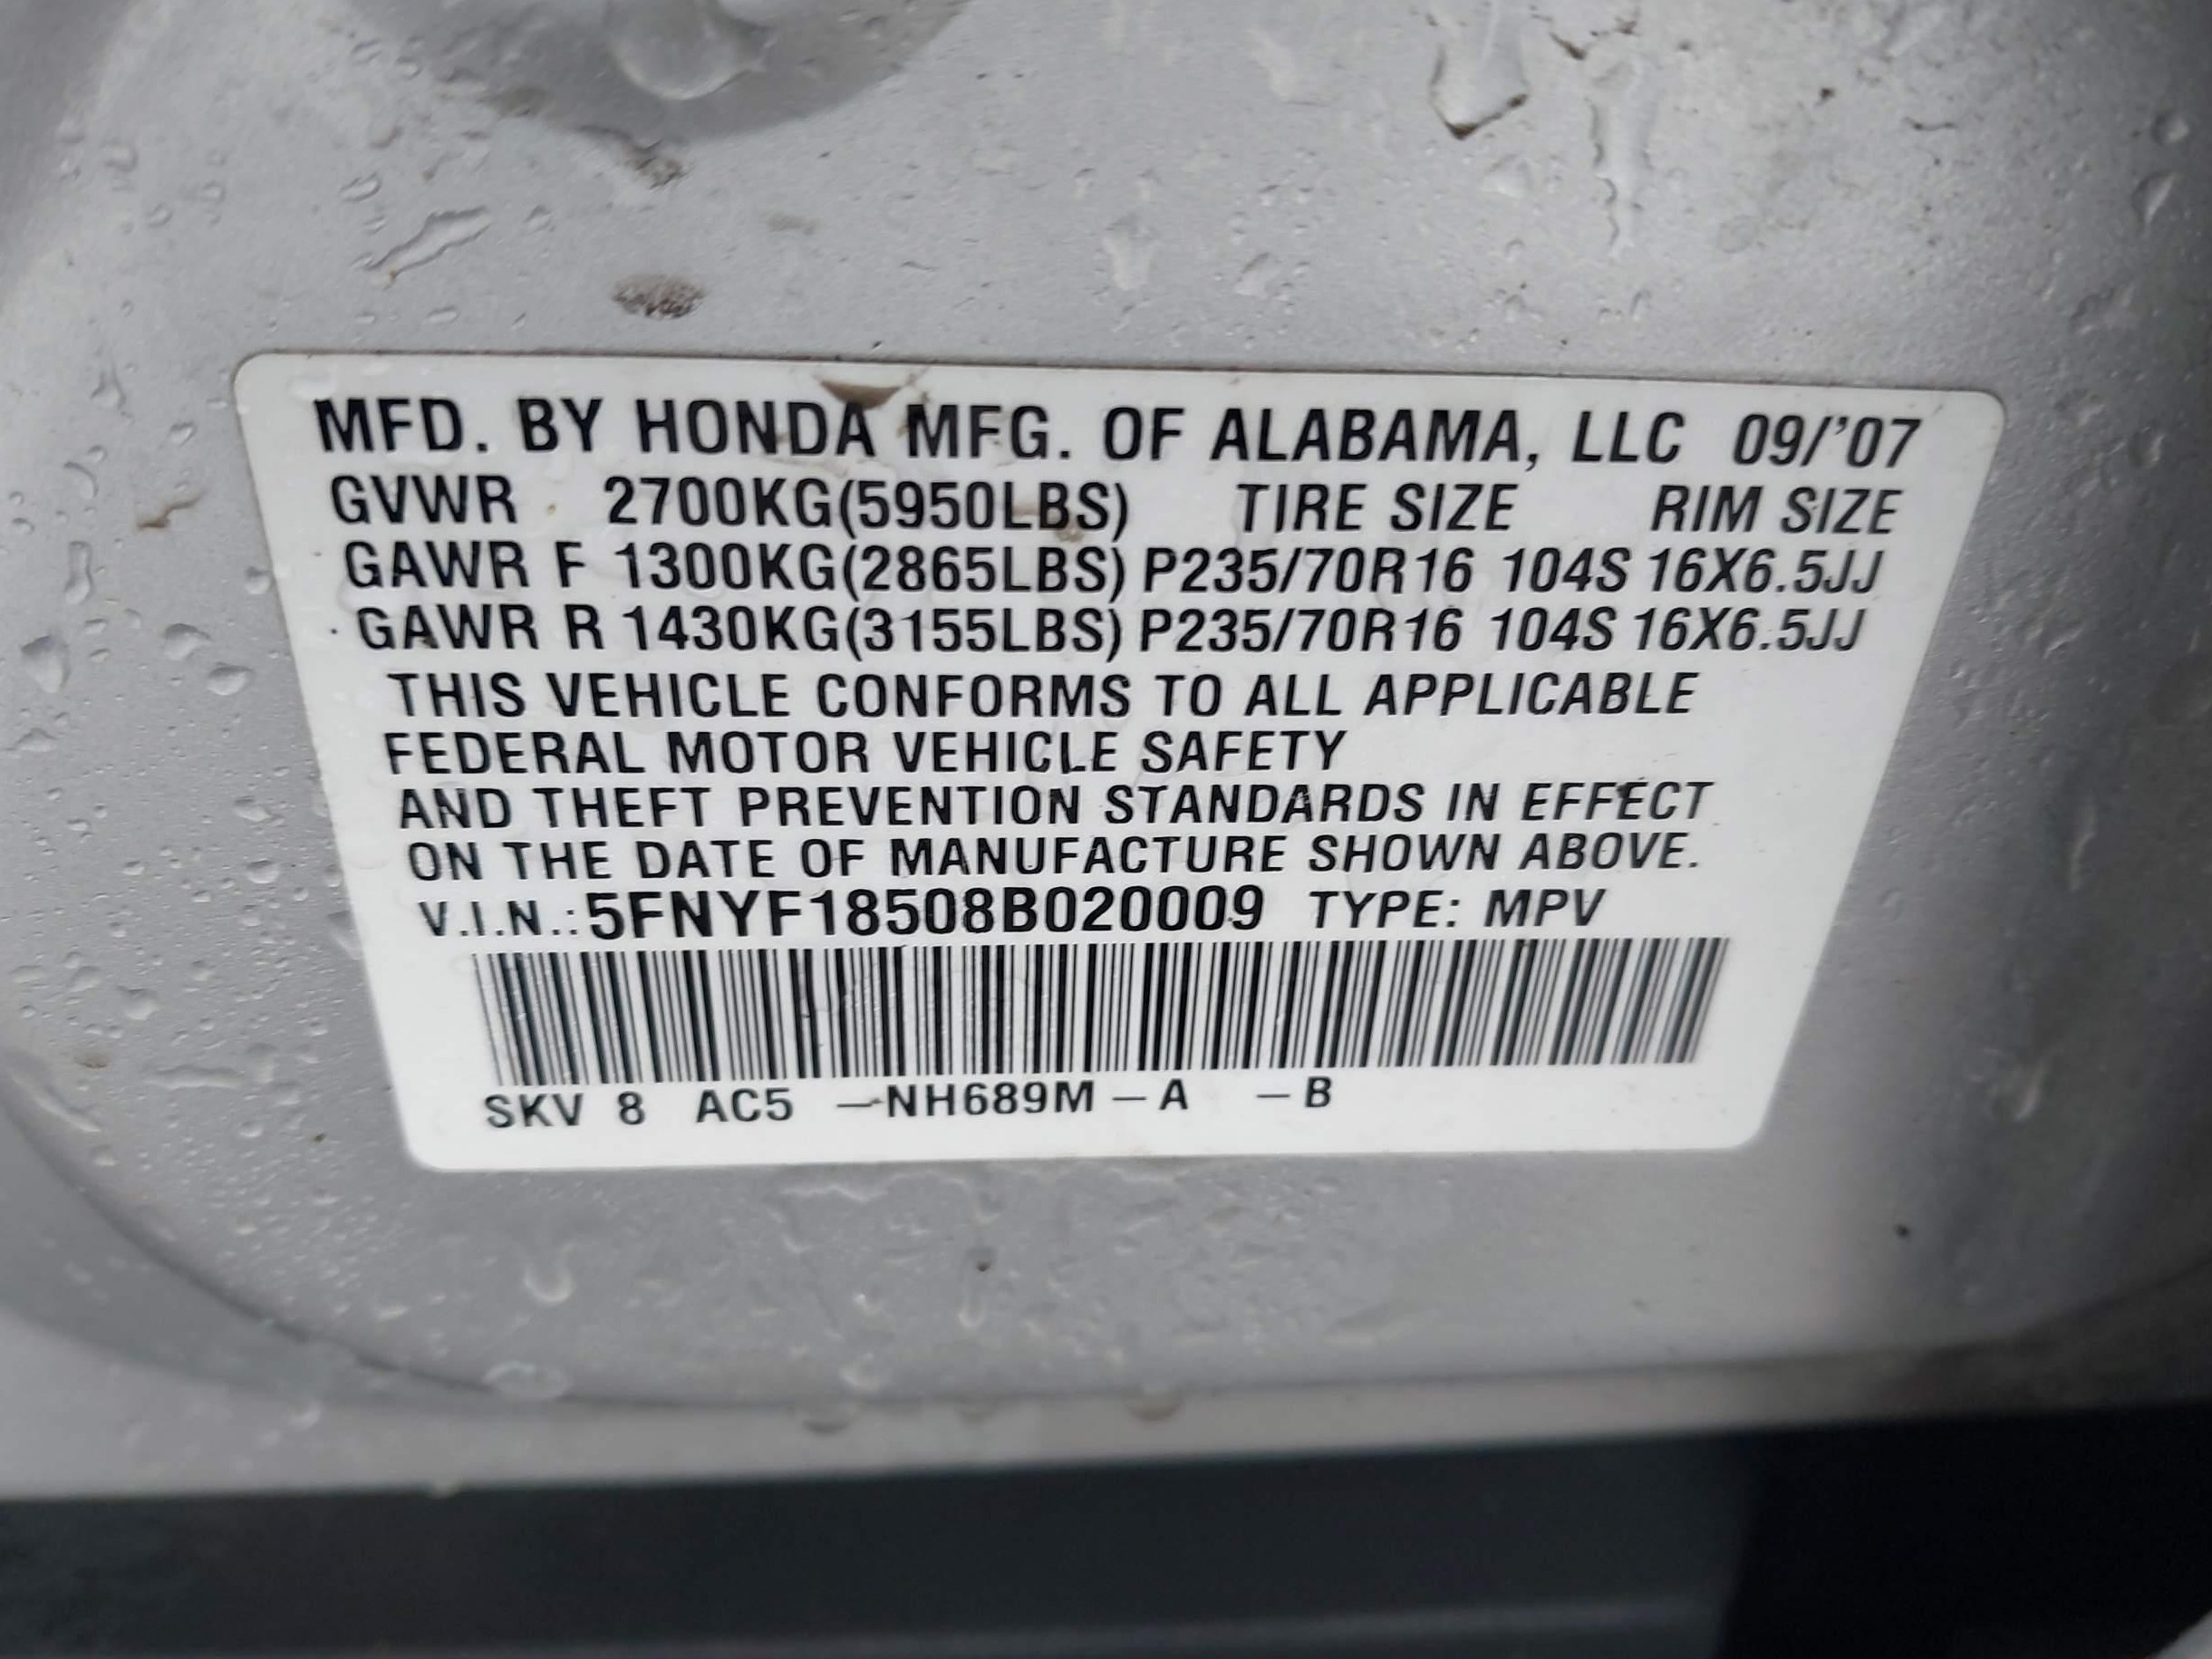 MFD. BY HONDA MFG. OF ALABAMA, LLC 09/'07
GVWR 2700KG(5950LBS) TIRE SIZE RIM SIZE
GAWR F 1300KG(2865LBS) P235/70R16 104S 16X6.5JJ
GAWR R 1430KG(3155LBS) P235/70R16 104S 16X6.5JJ
THIS VEHICLE CONFORMS TO ALL APPLICABLE
FEDERAL MOTOR VEHICLE SAFETY
AND THEFT PREVENTION STANDARDS IN EFFECT
ON THE DATE OF MANUFACTURE SHOWN ABOVE.
V.I.N.: 5FNYF18508B020009 TYPE: MPV
SKV 8 AC5 —NH689M—A —B